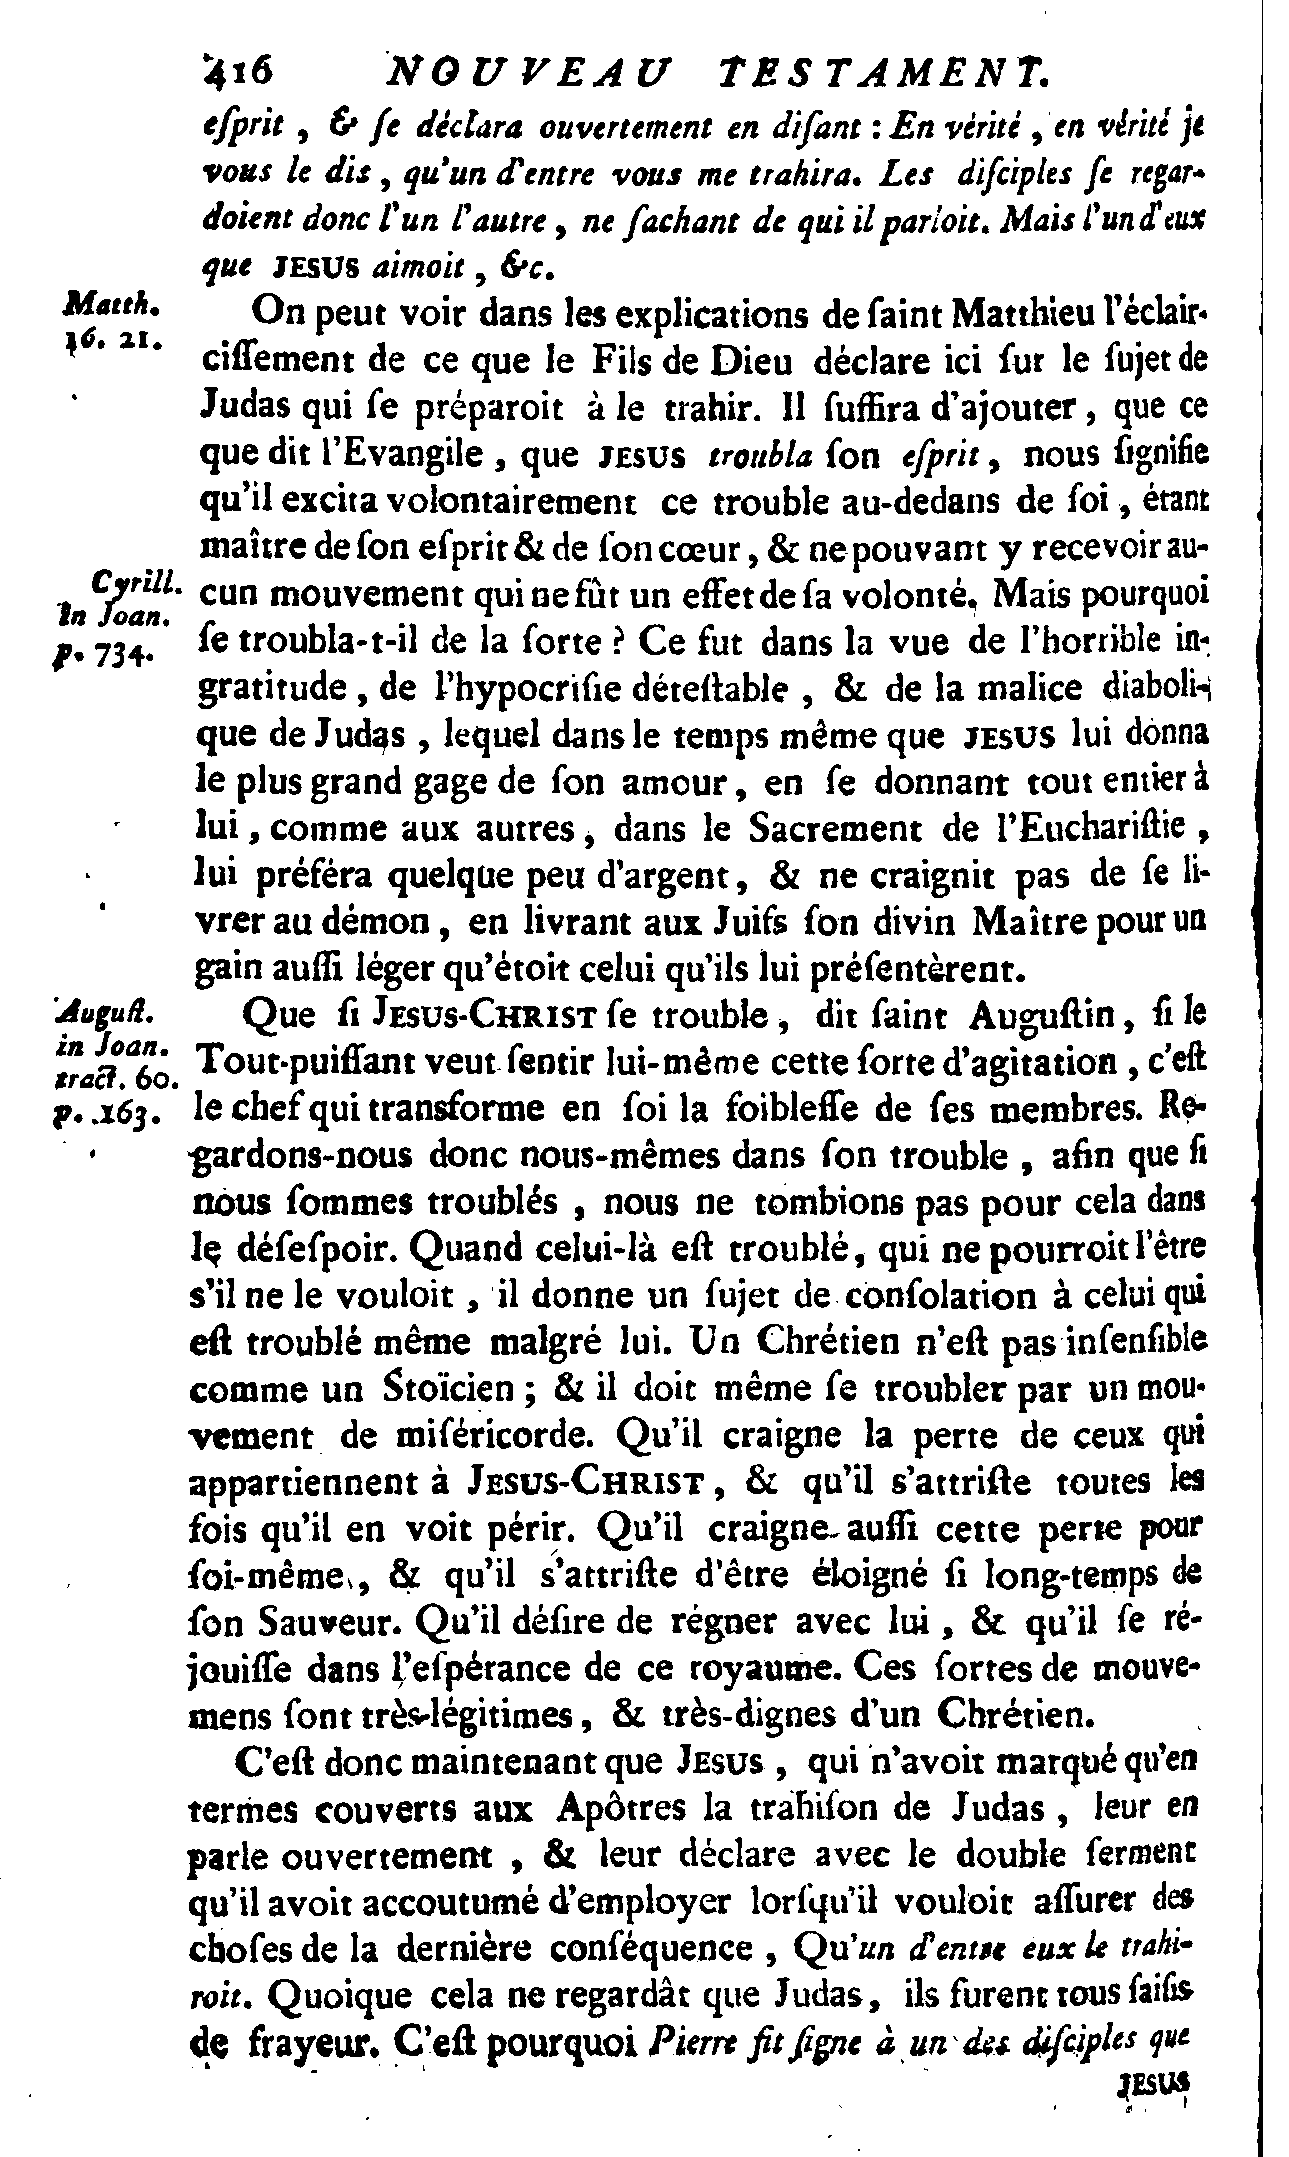 416 NOUVEAU TESTAMENT.
eſprit, & ſe déclara ouvertement en diſant : En vérité, en vérité je
vous le dis, qu'un d'entre vous me trahira. Les diſciples ſe regar-
doient donc l'un l'autre, ne ſachant de qui il parloit. Mais l'un d'eux
que JESUS aimoit, &c.
Matth.
16. 21.
On peut voir dans les explications de ſaint Matthieu l'éclair-
ciſſement de ce que le Fils de Dieu déclare ici ſur le ſujet de
Judas qui ſe préparoit à le trahir. Il ſuffira d'ajouter, que ce
que dit l'Evangile, que JESUS troubla ſon eſprit, nous ſignifie
qu'il excita volontairement ce trouble au-dedans de ſoi, étant
maître de ſon eſprit & de ſon cœur, & ne pouvant y recevoir au-
Cyrill.
in Joan.
p. 734.
cun mouvement qui ne fût un effet de ſa volonté. Mais pourquoi
ſe troubla-t-il de la ſorte ? Ce fut dans la vue de l'horrible in-
gratitude, de l'hypocriſie déteſtable, & de la malice diaboli-
que de Judas, lequel dans le temps même que JESUS lui donna
le plus grand gage de ſon amour, en ſe donnant tout entier à
lui, comme aux autres, dans le Sacrement de l'Euchariſtie,
lui préféra quelque peu d'argent, & ne craignit pas de ſe li-
vrer au démon, en livrant aux Juifs ſon divin Maître pour un
gain auſſi léger qu'étoit celui qu'ils lui préſentèrent.
Auguſt.
in Joan.
tract. 60.
p. 163.
Que ſi JESUS-CHRIST ſe trouble, dit ſaint Auguſtin, ſi le
Tout-puiſſant veut ſentir lui-même cette ſorte d'agitation, c'eſt
le chef qui transforme en ſoi la foibleſſe de ſes membres. Re-
gardons-nous donc nous-mêmes dans ſon trouble, afin que ſi
nous ſommes troublés, nous ne tombions pas pour cela dans
le déſeſpoir. Quand celui-là eſt troublé, qui ne pourroit l'être
s'il ne le vouloit, il donne un ſujet de conſolation à celui qui
eſt troublé même malgré lui. Un Chrétien n'eſt pas inſenſible
comme un Stoïcien ; & il doit même ſe troubler par un mou-
vement de miſéricorde. Qu'il craigne la perte de ceux qui
appartiennent à JESUS-CHRIST, & qu'il s'attriſte toutes les
fois qu'il en voit périr. Qu'il craigne auſſi cette perte pour
ſoi-même, & qu'il s'attriſte d'être éloigné ſi long-temps de
ſon Sauveur. Qu'il déſire de régner avec lui, & qu'il ſe ré-
jouiſſe dans l'eſpérance de ce royaume. Ces ſortes de mouve-
mens ſont très-légitimes, & très-dignes d'un Chrétien.
C'eſt donc maintenant que JESUS, qui n'avoit marqué qu'en
termes couverts aux Apôtres la trahiſon de Judas, leur en
parle ouvertement, & leur déclare avec le double ſerment
qu'il avoit accoutumé d'employer lorſqu'il vouloit aſſurer des
choſes de la dernière conſéquence, Qu'un d'entre eux le trahi-
roit. Quoique cela ne regardât que Judas, ils furent tous ſaiſis
de frayeur. C'eſt pourquoi Pierre fit ſigne à un des diſciples que
JESUS